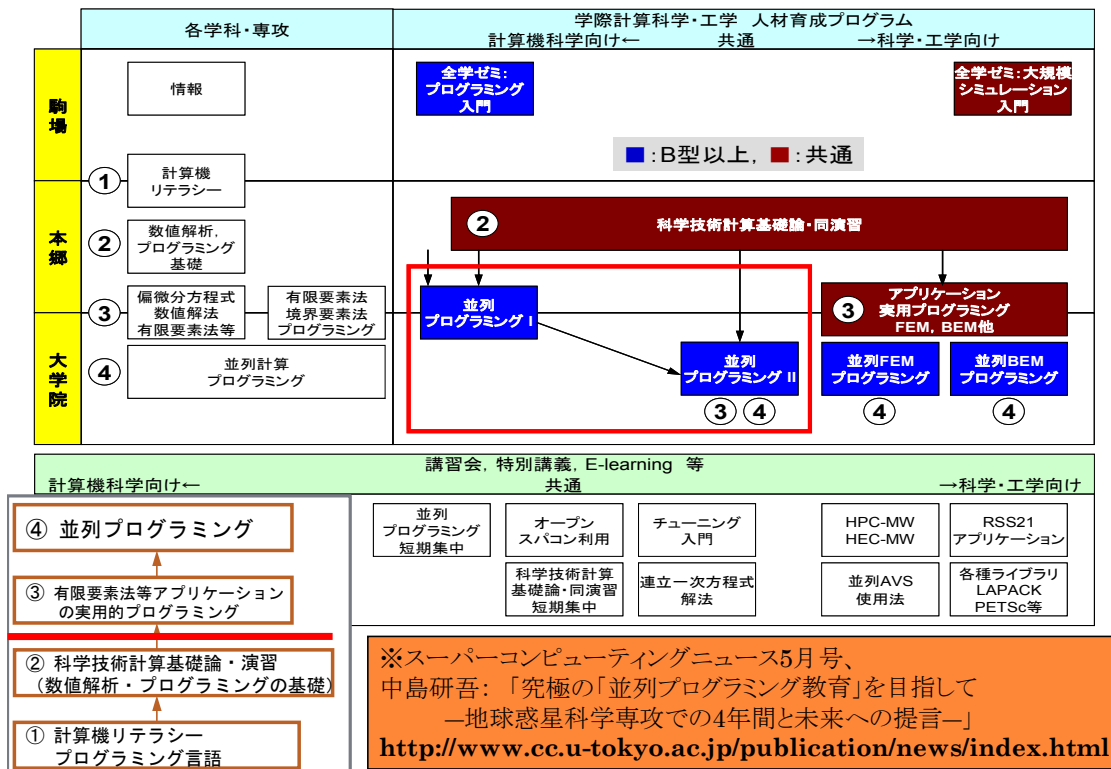 各学科・専攻
学際計算科学・工学 人材育成プログラム
計算機科学向け← 共通 →科学・工学向け
駒場
情報
全学ゼミ:
プログラミング
入門
全学ゼミ:大規模
シミュレーション
入門
■:B型以上, ■:共通
①
計算機
リテラシー
本郷
②
数値解析,
プログラミング
基礎
② 科学技術計算基礎論・同演習
③
偏微分方程式
数値解法
有限要素法等
有限要素法
境界要素法
プログラミング
並列
プログラミング I
③
アプリケーション
実用プログラミング
FEM, BEM他
大学院
④
並列計算
プログラミング
並列
プログラミング II
③ ④
並列FEM
プログラミング
④
並列BEM
プログラミング
④
講習会, 特別講義, E-learning 等
計算機科学向け← 共通 →科学・工学向け
並列
プログラミング
短期集中
オープン
スパコン利用
チューニング
入門
HPC-MW
HEC-MW
RSS21
アプリケーション
科学技術計算
基礎論・同演習
短期集中
連立一次方程式
解法
並列AVS
使用法
各種ライブラリ
LAPACK
PETSc等
④ 並列プログラミング
③ 有限要素法等アプリケーション
の実用的プログラミング
② 科学技術計算基礎論・演習
(数値解析・プログラミングの基礎)
① 計算機リテラシー
プログラミング言語
※スーパーコンピューティングニュース5月号、
中島研吾: 「究極の「並列プログラミング教育」を目指して
―地球惑星科学専攻での4年間と未来への提言―」
http://www.cc.u-tokyo.ac.jp/publication/news/index.html